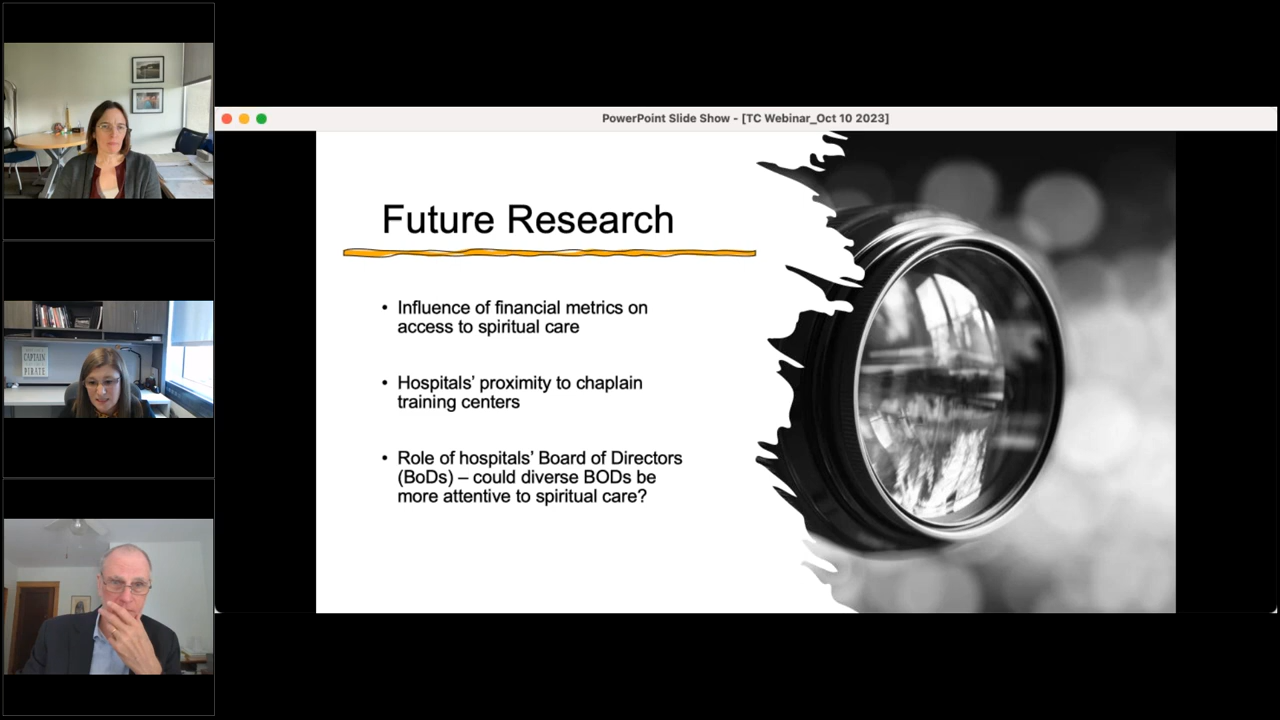 PowerPoint Slide Show - [TC Webinar_Oct 10 2023]
Future Research
• Influence of financial metrics on
access to spiritual care
• Hospitals' proximity to chaplain
training centers
• Role of hospitals' Board of Directors
(BoDs) – could diverse BODs be
more attentive to spiritual care?
CAPTAIN
PIRATE